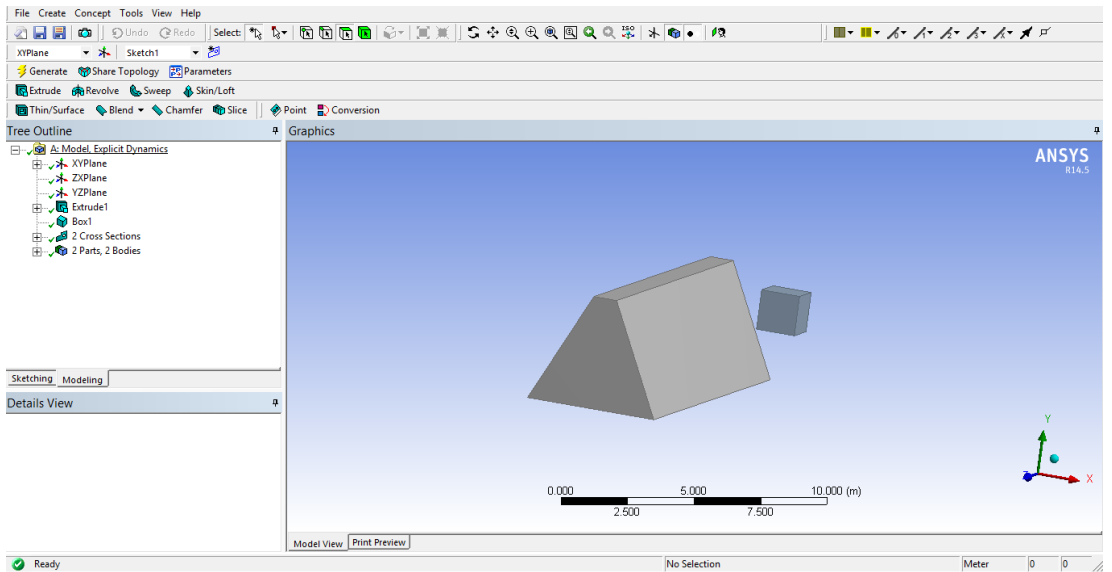 File Create Concept Tools View Help
Undo Redo Select: ISO
XYPlane Sketch1
Generate Share Topology Parameters
Extrude Revolve Sweep Skin/Loft
Thin/Surface Blend Chamfer Slice Point Conversion
Tree Outline
A: Model, Explicit Dynamics
XYPlane
ZXPlane
YZPlane
Extrude1
Box1
2 Cross Sections
2 Parts, 2 Bodies
Sketching Modeling
Details View
Graphics
ANSYS
R14.5
Y
Z X
0.000 5.000 10.000 (m)
2.500 7.500
Model View Print Preview
Ready No Selection Meter 0 0